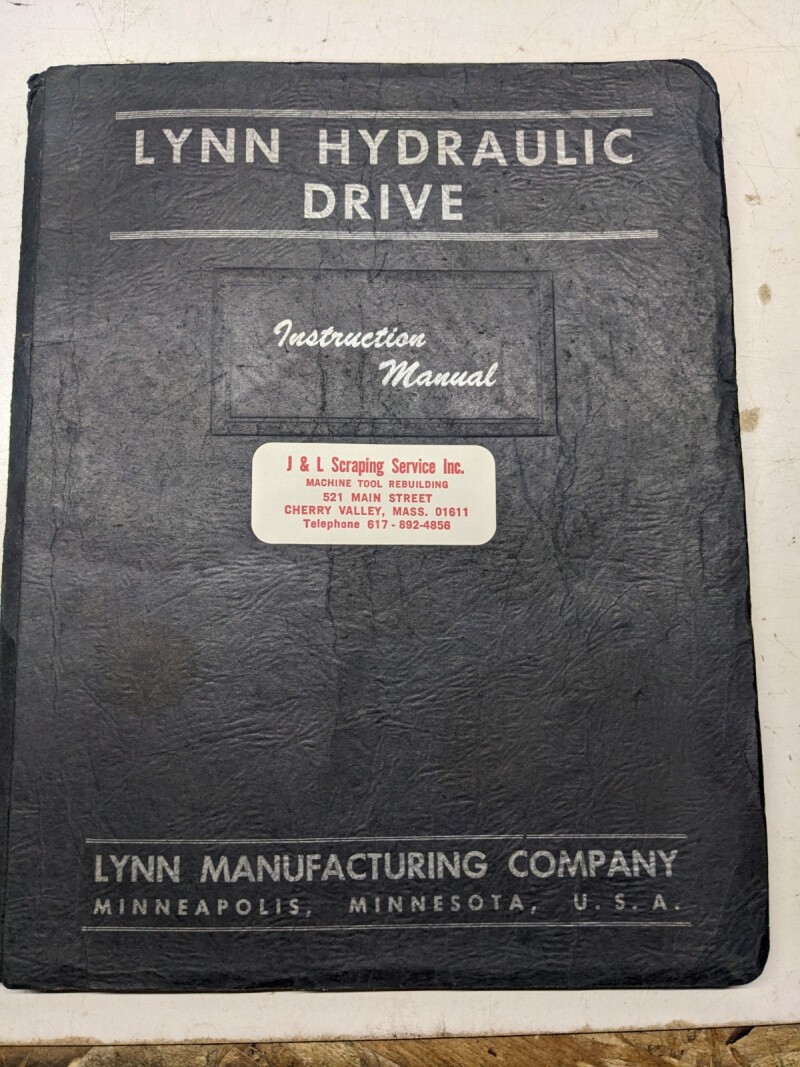 LYNN HYDRAULIC
DRIVE
Instruction
Manual
J & L Scraping Service Inc.
MACHINE TOOL REBUILDING
521 MAIN STREET
CHERRY VALLEY, MASS. 01611
Telephone 617 - 892-4856
LYNN MANUFACTURING COMPANY
MINNEAPOLIS, MINNESOTA, U. S. A.